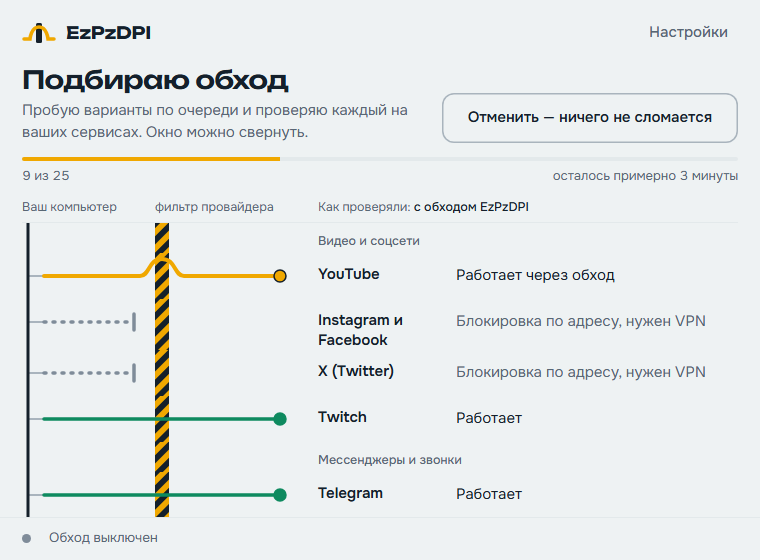 EzPzDPI
Настройки
Подбираю обход
Пробую варианты по очереди и проверяю каждый на
ваших сервисах. Окно можно свернуть.
Отменить — ничего не сломается
9 из 25
осталось примерно 3 минуты
Ваш компьютер
фильтр провайдера
Как проверяли: с обходом EzPzDPI
Видео и соцсети
YouTube
Работает через обход
Instagram и
Facebook
Блокировка по адресу, нужен VPN
X (Twitter)
Блокировка по адресу, нужен VPN
Twitch
Работает
Мессенджеры и звонки
Telegram
Работает
Обход выключен